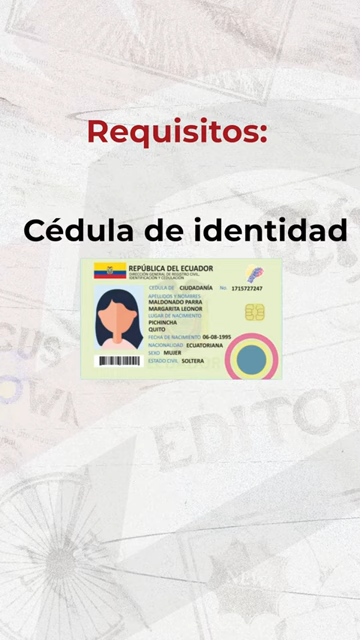 Requisitos:
Cédula de identidad
REPÚBLICA DEL ECUADOR
DIRECCIÓN GENERAL DE REGISTRO CIVIL,
IDENTIFICACIÓN Y CEDULACIÓN
CÉDULA DE CIUDADANÍA No. 1715727247
APELLIDOS Y NOMBRES
MALDONADO PARRA
MARGARITA LEONOR
LUGAR DE NACIMIENTO
PICHINCHA
QUITO
FECHA DE NACIMIENTO 06-08-1995
NACIONALIDAD ECUATORIANA
SEXO MUJER
ESTADO CIVIL SOLTERA
EDITO